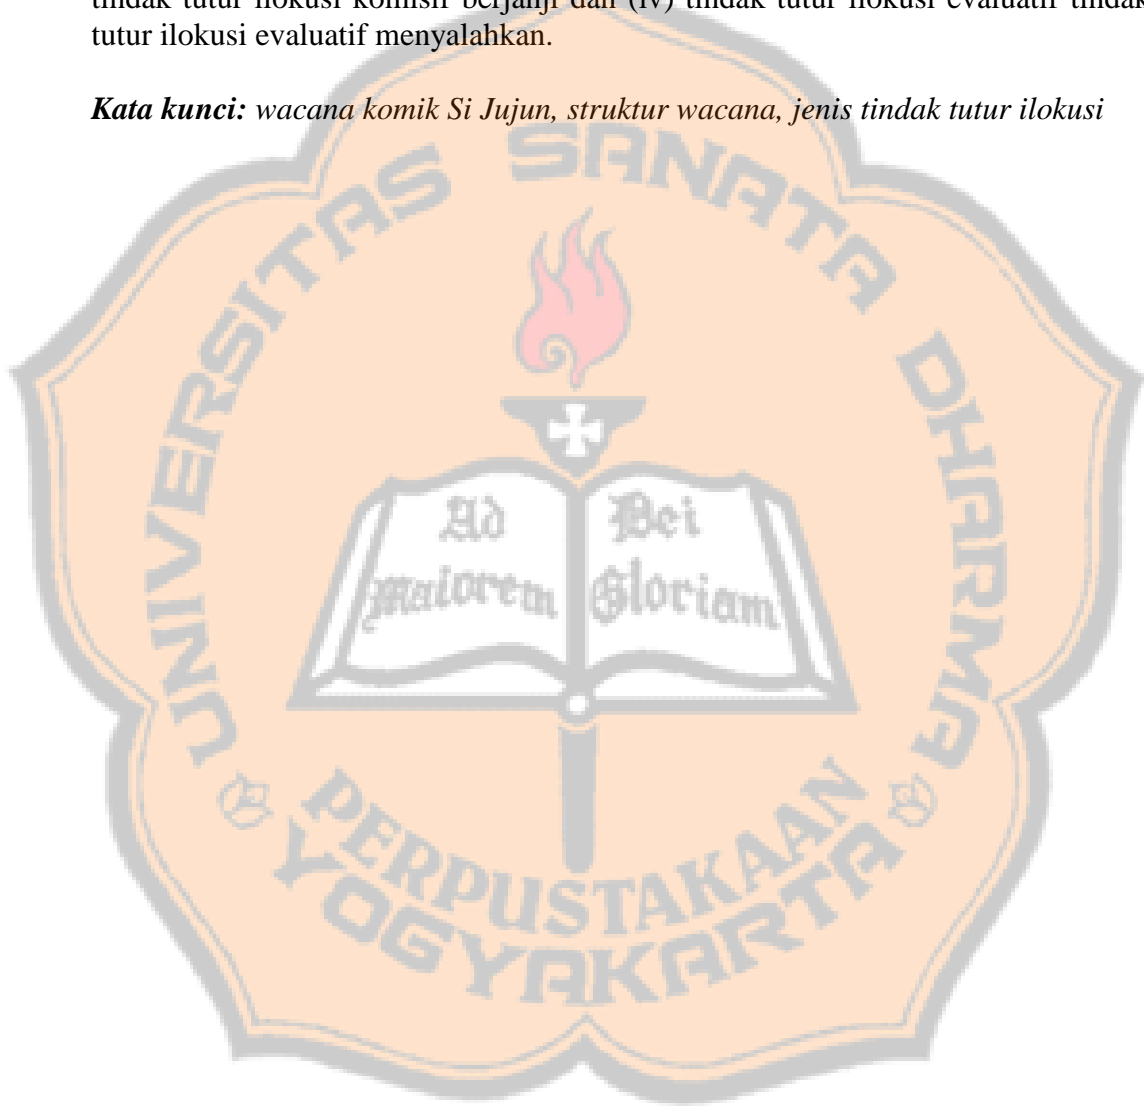 tindak tutur ilokusi komisif berjanji dan (iv) tindak tutur ilokusi evaluatif tindak
tutur ilokusi evaluatif menyalahkan.
Kata kunci: wacana komik Si Jujun, struktur wacana, jenis tindak tutur ilokusi
UNIVERSITAS SANATA DHARMA
Ad
Dei
Maiorem
Gloriam
PERPUSTAKAAN
YOGYAKARTA